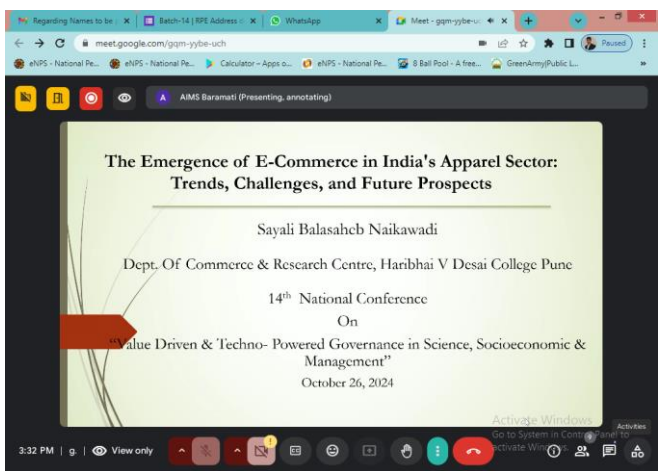 Regarding Names to be
Batch-14 | RPE Address
WhatsApp
Meet - gqm-yybe-uc
meet.google.com/gqm-yybe-uch
Paused
eNPS - National Pe...
eNPS - National Pe...
Calculator – Apps o...
eNPS - National Pe...
8 Ball Pool - A free...
GreenArmy|Public L...
A
AIMS Baramati (Presenting, annotating)
The Emergence of E-Commerce in India's Apparel Sector:
Trends, Challenges, and Future Prospects
Sayali Balasaheb Naikawadi
Dept. Of Commerce & Research Centre, Haribhai V Desai College Pune
14th National Conference
On
“Value Driven & Techno- Powered Governance in Science, Socioeconomic &
Management”
October 26, 2024
Activate Windows
Go to System in Control Panel to
activate Windows.
Activities
3:32 PM | g. | View only